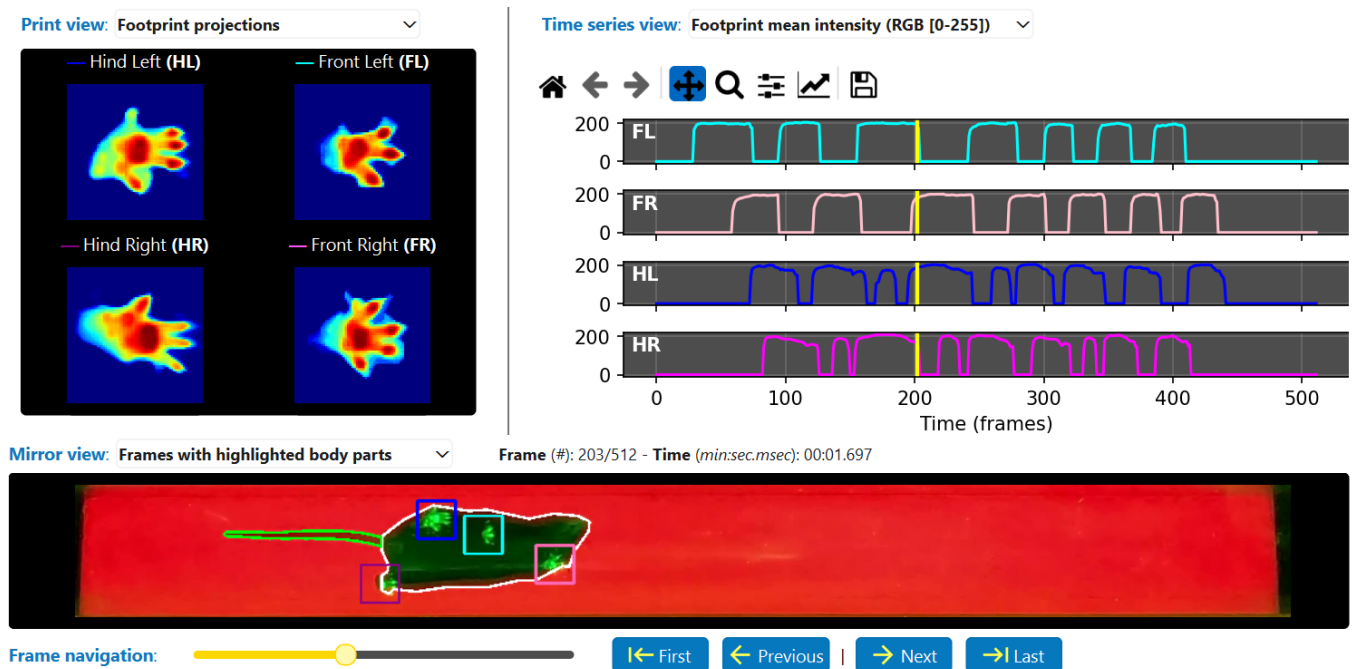 Print view: Footprint projections
Time series view: Footprint mean intensity (RGB [0-255])
Hind Left (HL)
Front Left (FL)
Hind Right (HR)
Front Right (FR)
200
0
FL
200
0
FR
200
0
HL
200
0
HR
0 100 200 300 400 500
Time (frames)
Mirror view: Frames with highlighted body parts
Frame (#): 203/512 - Time (min:sec.msec): 00:01.697
Frame navigation:
First
Previous
|
Next
Last